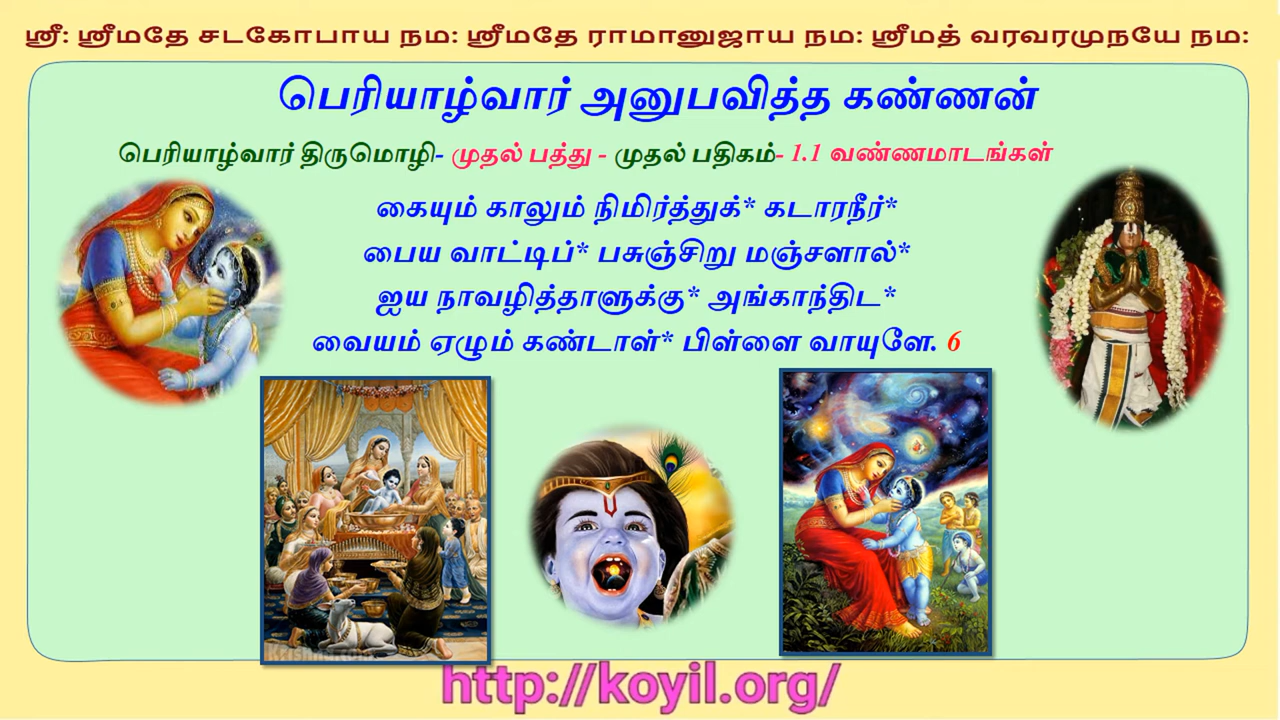 ஸ்ரீ: ஸ்ரீமதே சடகோபாய நம: ஸ்ரீமதே ராமானுஜாய நம: ஸ்ரீமத் வரவரமுநயே நம:
பெரியாழ்வார் அனுபவித்த கண்ணன்
பெரியாழ்வார் திருமொழி- முதல் பத்து - முதல் பதிகம்- 1.1 வண்ணமாடங்கள்
கையும் காலும் நிமிர்த்துக்* கடாரநீர்*
பைய வாட்டிப்* பசுஞ்சிறு மஞ்சளால்*
ஐய நாவழித்தாளுக்கு* அங்காந்திட*
வையம் ஏழும் கண்டாள்* பிள்ளை வாயுளே. 6
Krishna.com
http://koyil.org/